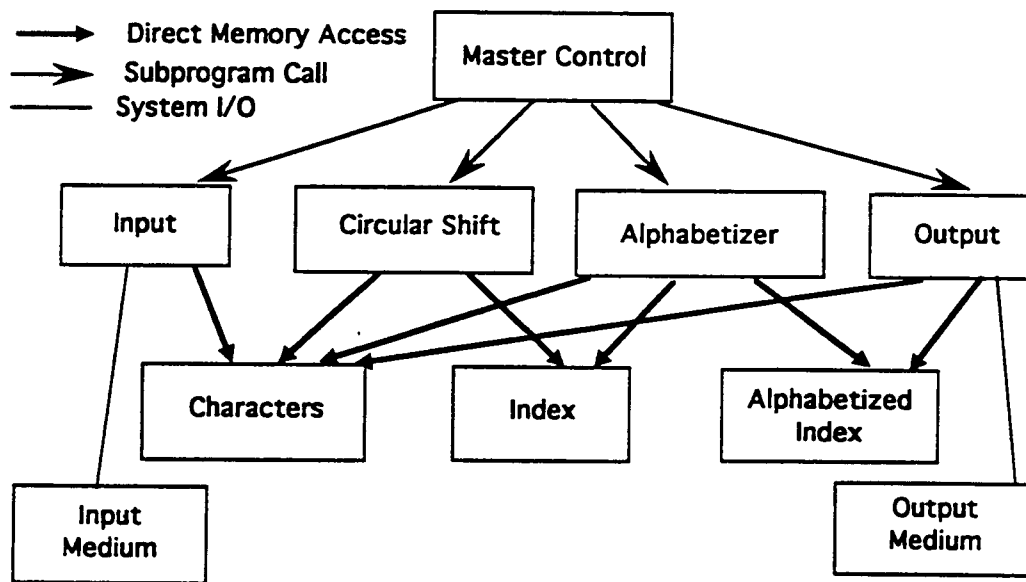 Direct Memory Access
Subprogram Call
System I/O
Master Control
Input
Circular Shift
Alphabetizer
Output
Characters
Index
Alphabetized
Index
Input
Medium
Output
Medium